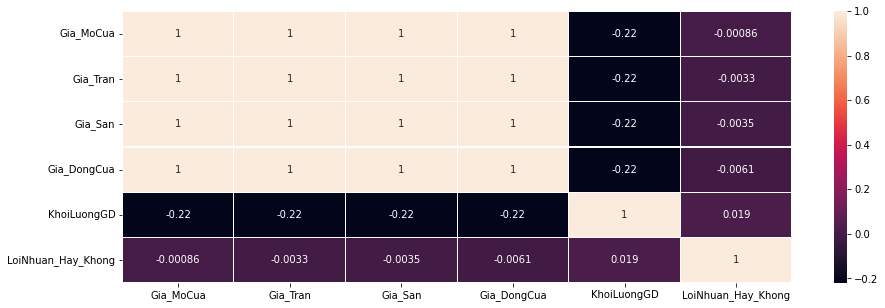 Gia_MoCua 1 1 1 1 -0.22 -0.00086
Gia_Tran 1 1 1 1 -0.22 -0.0033
Gia_San 1 1 1 1 -0.22 -0.0035
Gia_DongCua 1 1 1 1 -0.22 -0.0061
KhoiLuongGD -0.22 -0.22 -0.22 -0.22 1 0.019
LoiNhuan_Hay_Khong -0.00086 -0.0033 -0.0035 -0.0061 0.019 1
Gia_MoCua Gia_Tran Gia_San Gia_DongCua KhoiLuongGD LoiNhuan_Hay_Khong
1.0
0.8
0.6
0.4
0.2
0.0
−0.2